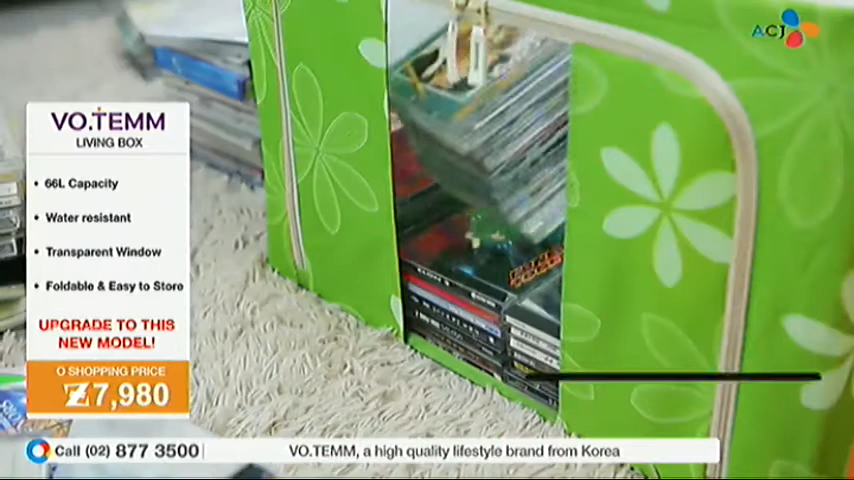 ACJ
VO.TEMM
LIVING BOX
• 66L Capacity
• Water resistant
• Transparent Window
• Foldable & Easy to Store
UPGRADE TO THIS
NEW MODEL!
O SHOPPING PRICE
7,980
Call (02) 877 3500
VO.TEMM, a high quality lifestyle brand from Korea